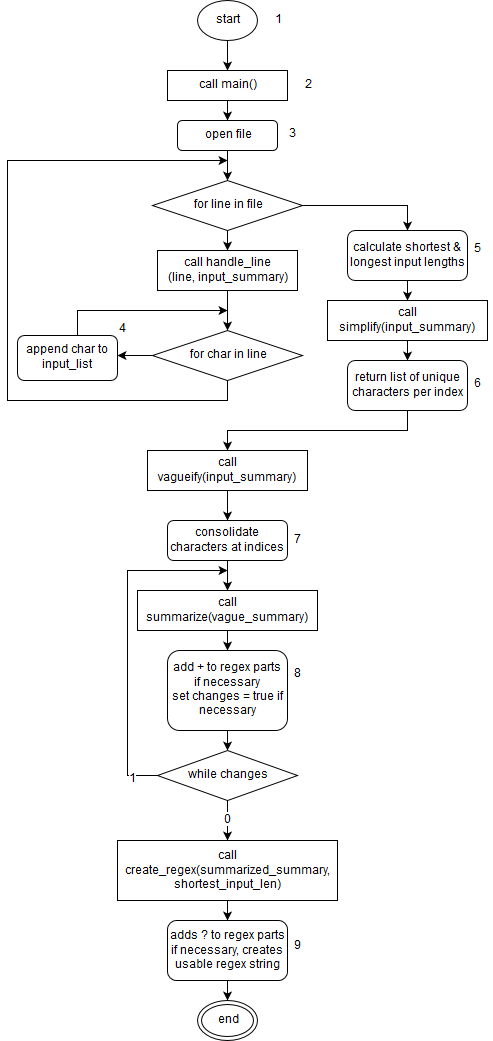 start
1
call main()
2
open file
3
for line in file
call handle_line
(line, input_summary)
calculate shortest &
longest input lengths
5
call
simplify(input_summary)
4
append char to
input_list
for char in line
return list of unique
characters per index
6
call
vagueify(input_summary)
consolidate
characters at indices
7
call
summarize(vague_summary)
add + to regex parts
if necessary
set changes = true if
necessary
8
while changes
1
0
call
create_regex(summarized_summary,
shortest_input_len)
adds ? to regex parts
if necessary, creates
usable regex string
9
end